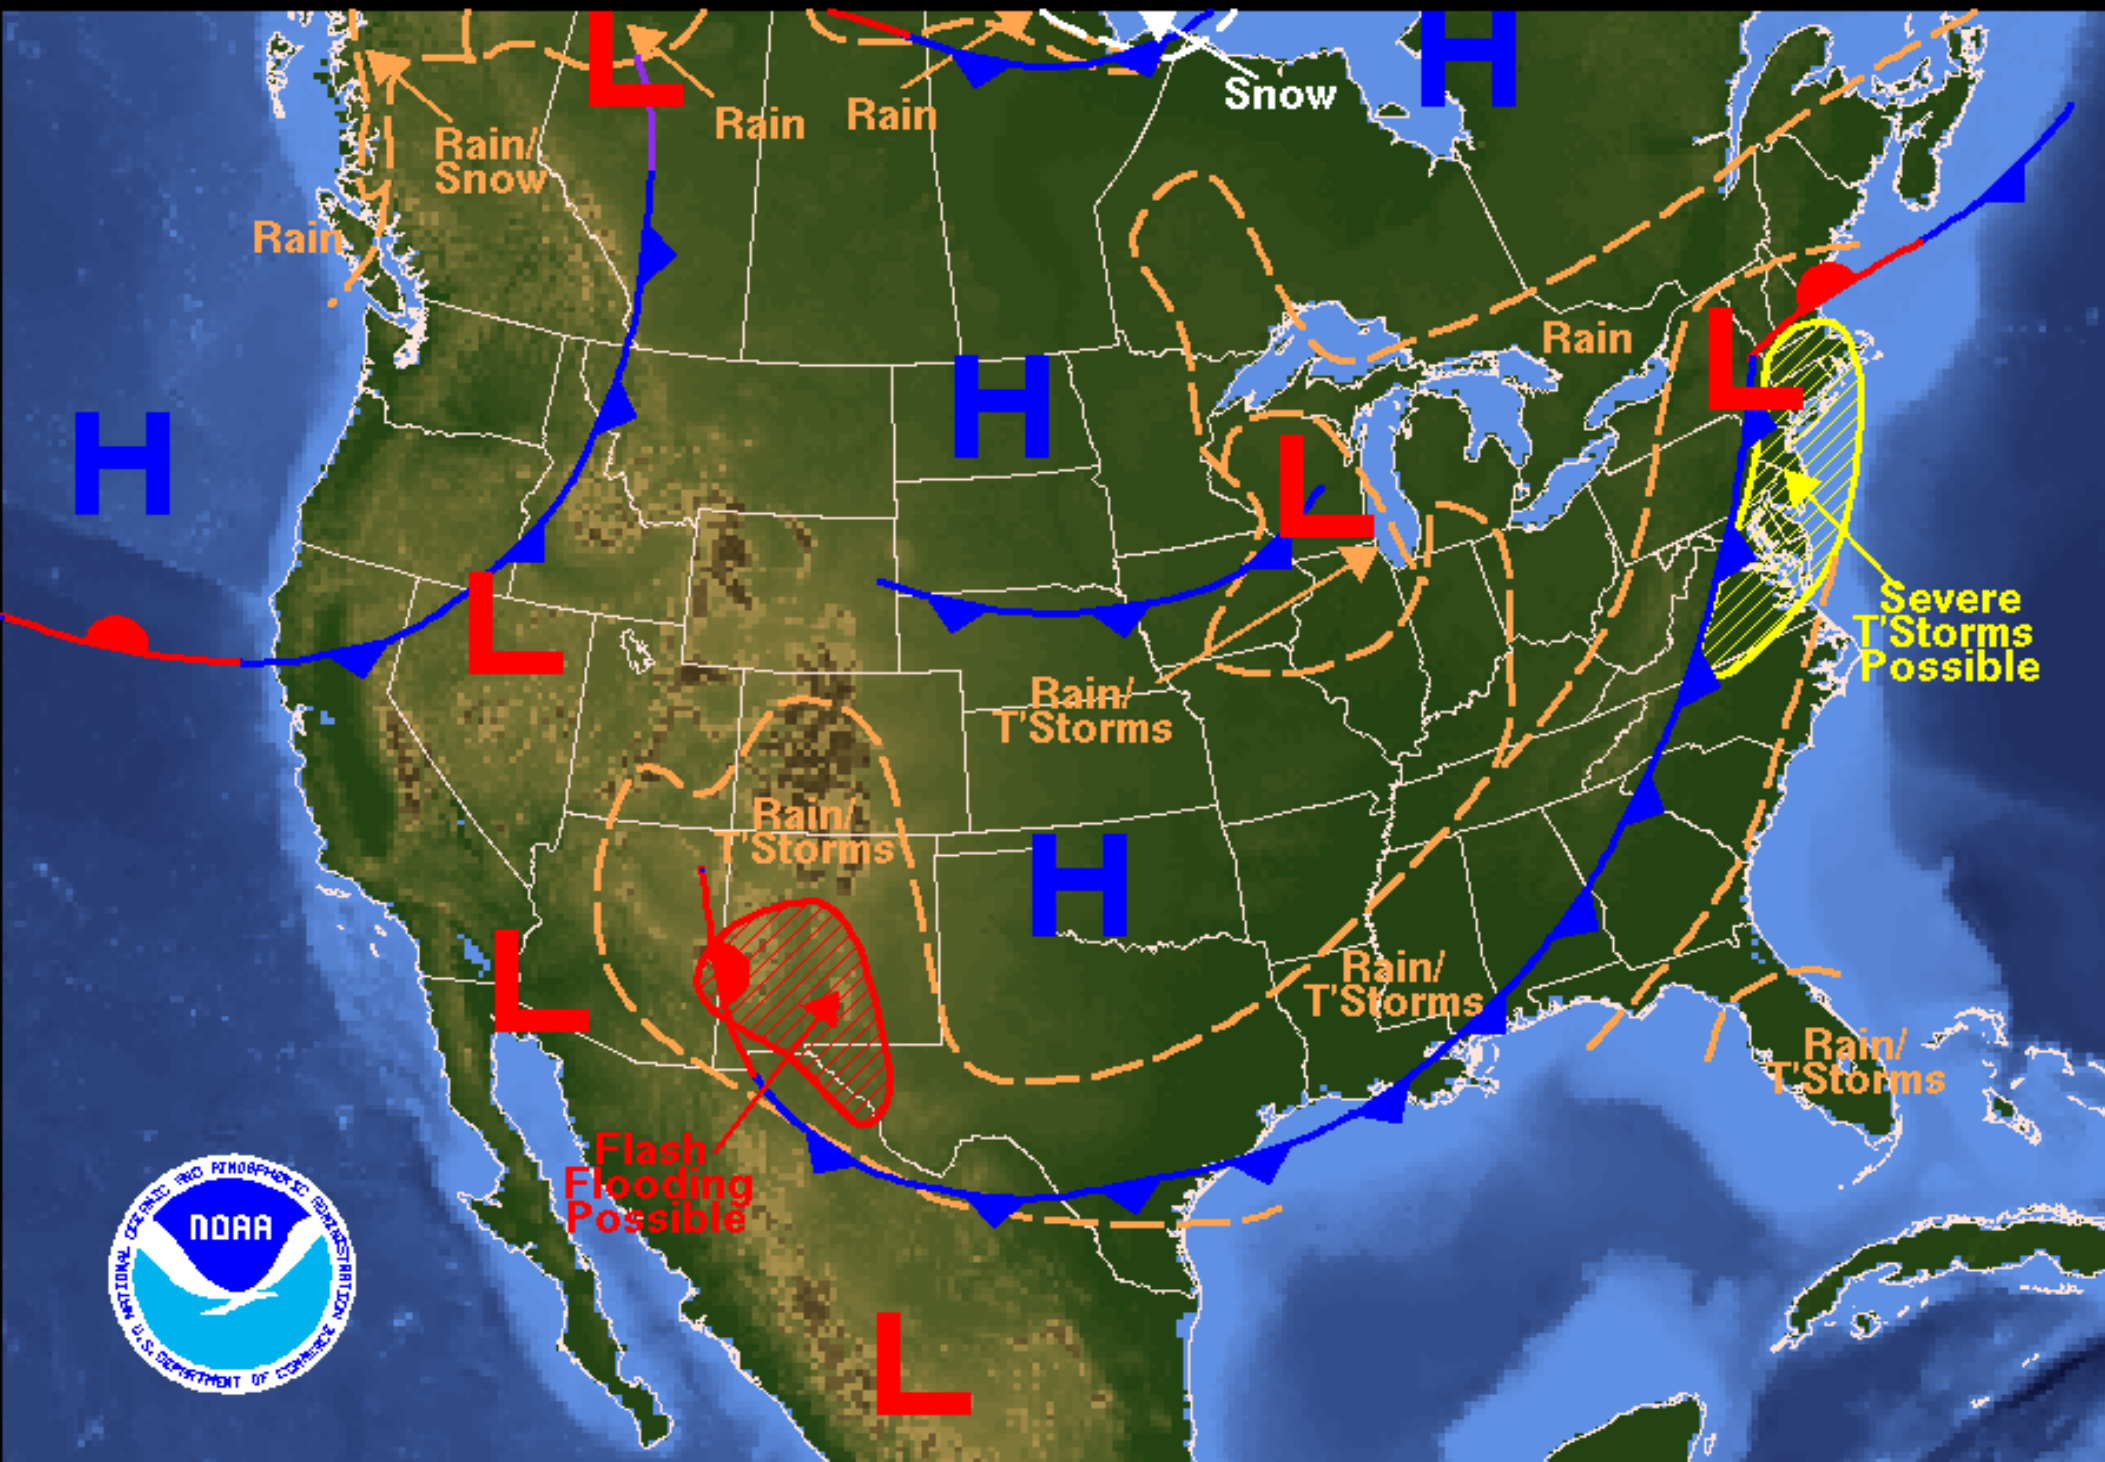 H
L
Rain
Rain
Snow
Rain/
Snow
Rain
H
H
L
Rain
L
L
Severe
T'Storms
Possible
H
L
Rain/
T'Storms
Rain/
T'Storms
H
L
Rain/
T'Storms
Rain/
T'Storms
Flash
Flooding
Possible
L
NATIONAL OCEANIC AND ATMOSPHERIC ADMINISTRATION
NOAA
U.S. DEPARTMENT OF COMMERCE